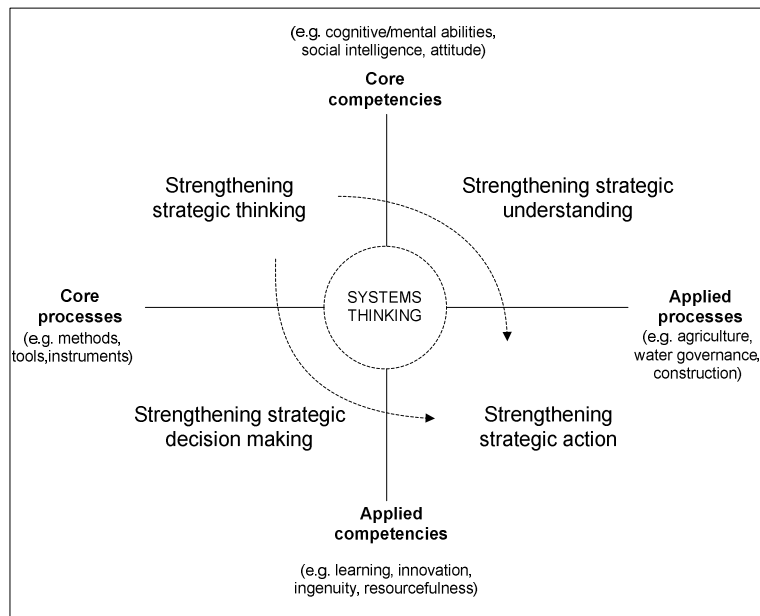 (e.g. cognitive/mental abilities,
social intelligence, attitude)
Core
competencies
Strengthening
strategic thinking
Strengthening strategic
understanding
SYSTEMS
THINKING
Core
processes
(e.g. methods,
tools,instruments)
Applied
processes
(e.g. agriculture,
water governance,
construction)
Strengthening strategic
decision making
Strengthening
strategic action
Applied
competencies
(e.g. learning, innovation,
ingenuity, resourcefulness)